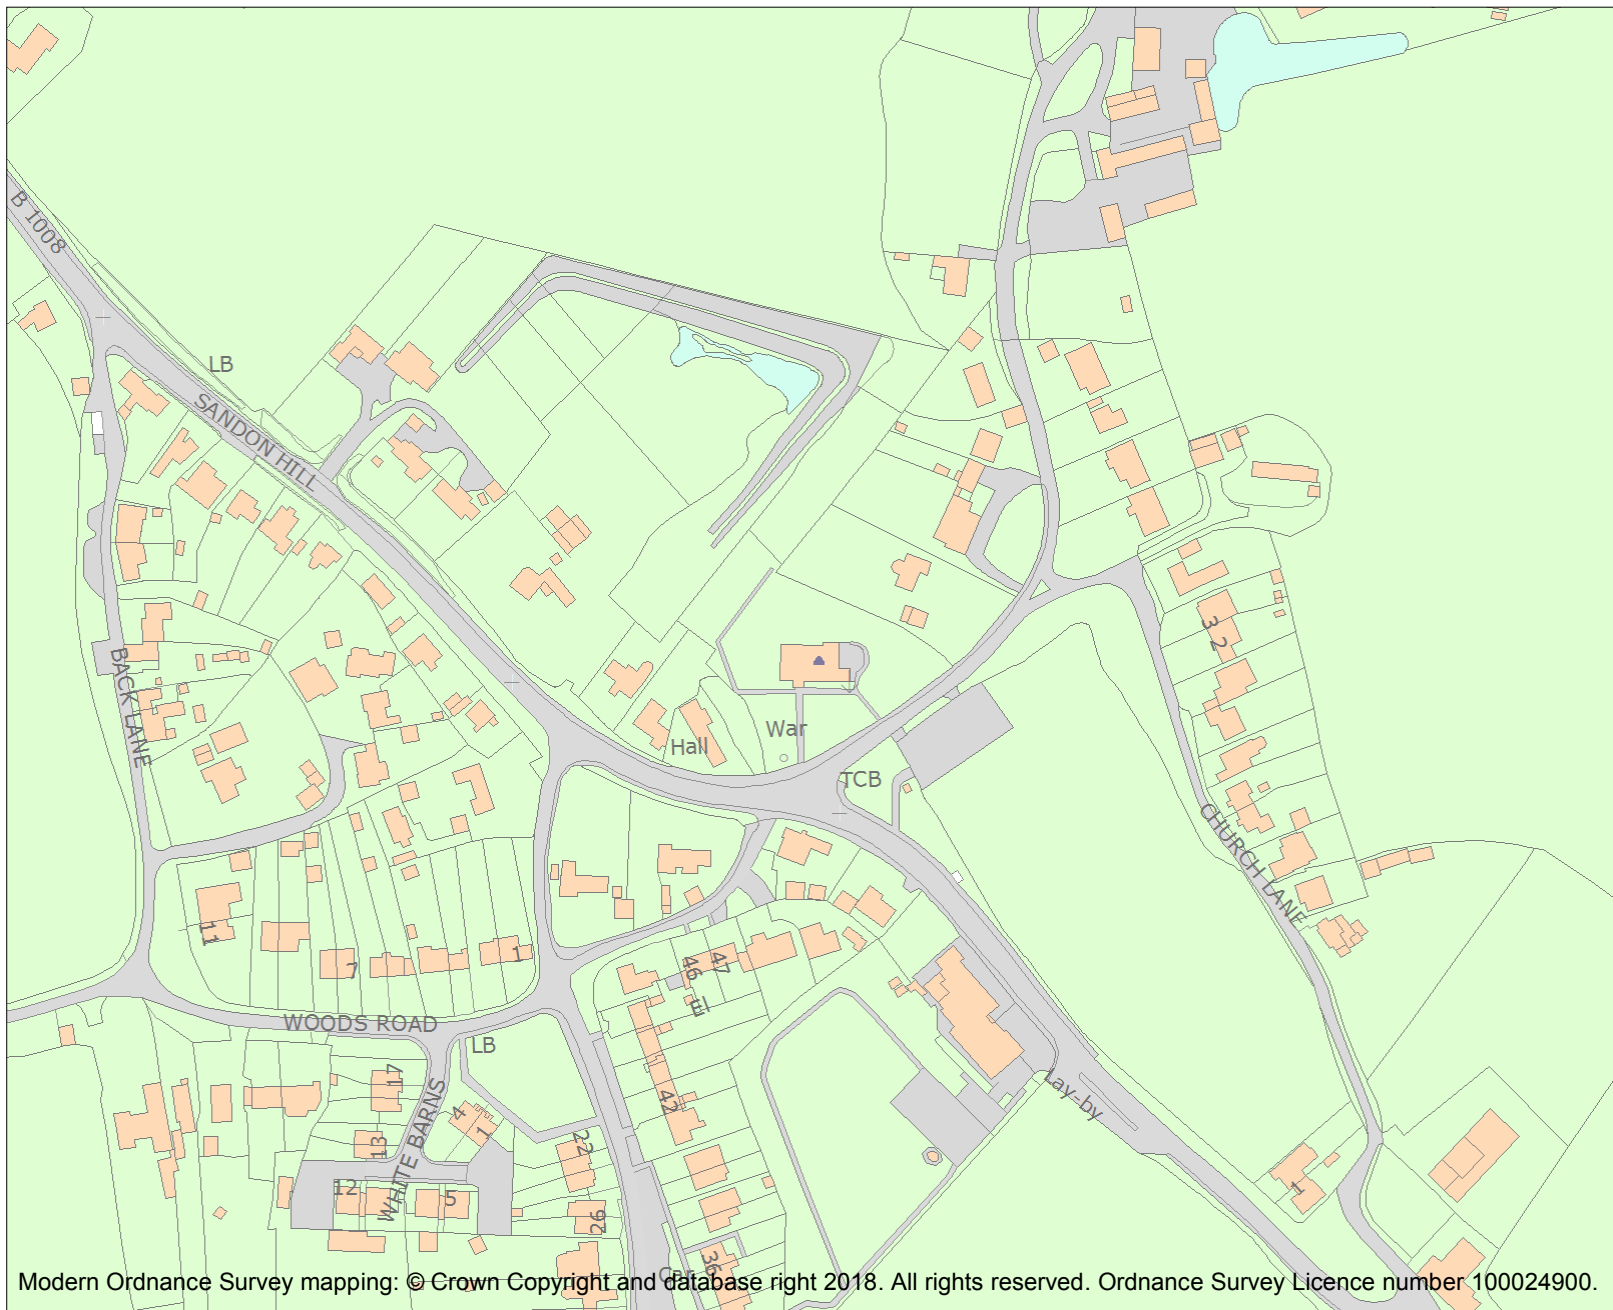 B 1008
LB
SANDON HILL
BACK LANE
3 2
War
Hall
TCB
CHURCH LANE
11
7
1
46
47
El
WOODS ROAD
LB
17
4
1
42
Lay-by
13
22
WHITE BARNS
12
5
26
1
36
Car
Modern Ordnance Survey mapping: © Crown Copyright and database right 2018. All rights reserved. Ordnance Survey Licence number 100024900.